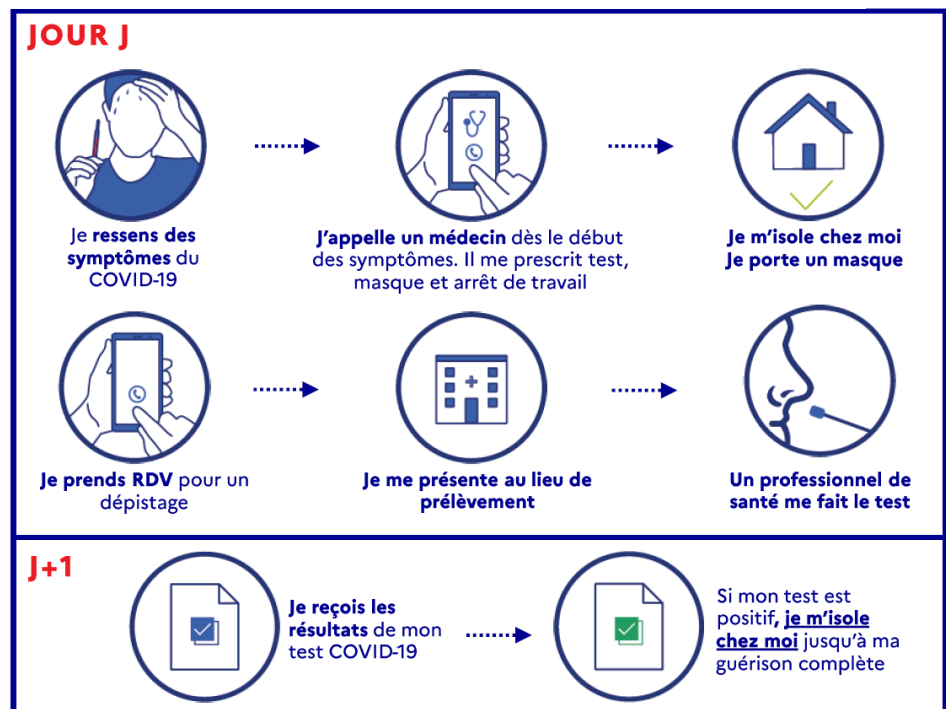 JOUR J
Je ressens des
symptômes du
COVID-19
J'appelle un médecin dès le début
des symptômes. Il me prescrit test,
masque et arrêt de travail
Je m'isole chez moi
Je porte un masque
Je prends RDV pour un
dépistage
Je me présente au lieu de
prélèvement
Un professionnel de
santé me fait le test
J+1
Je reçois les
résultats de mon
test COVID-19
Si mon test est
positif, je m'isole
chez moi jusqu'à ma
guérison complète